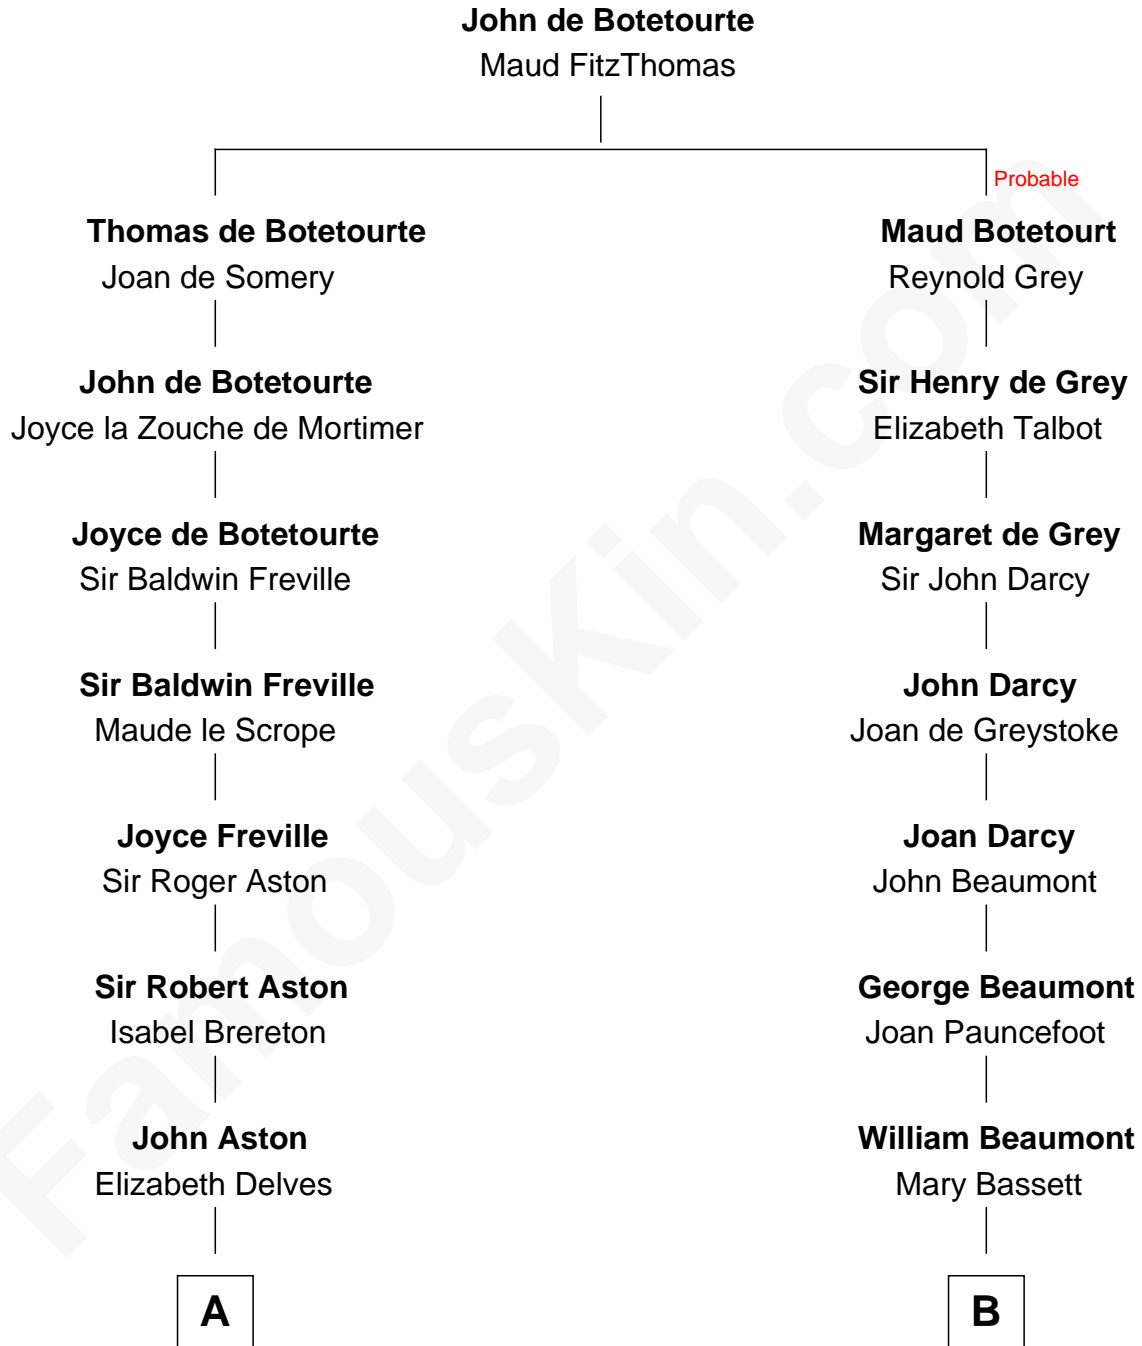 John de Botetourte
Maud FitzThomas
Probable
Thomas de Botetourte
Joan de Somery
Maud Botetourt
Reynold Grey
John de Botetourte
Joyce la Zouche de Mortimer
Sir Henry de Grey
Elizabeth Talbot
Joyce de Botetourte
Sir Baldwin Freville
Margaret de Grey
Sir John Darcy
Sir Baldwin Freville
Maude le Scrope
John Darcy
Joan de Greystoke
Joyce Freville
Sir Roger Aston
Joan Darcy
John Beaumont
Sir Robert Aston
Isabel Brereton
George Beaumont
Joan Pauncefoot
John Aston
Elizabeth Delves
William Beaumont
Mary Bassett
A
B
FamousKin.com